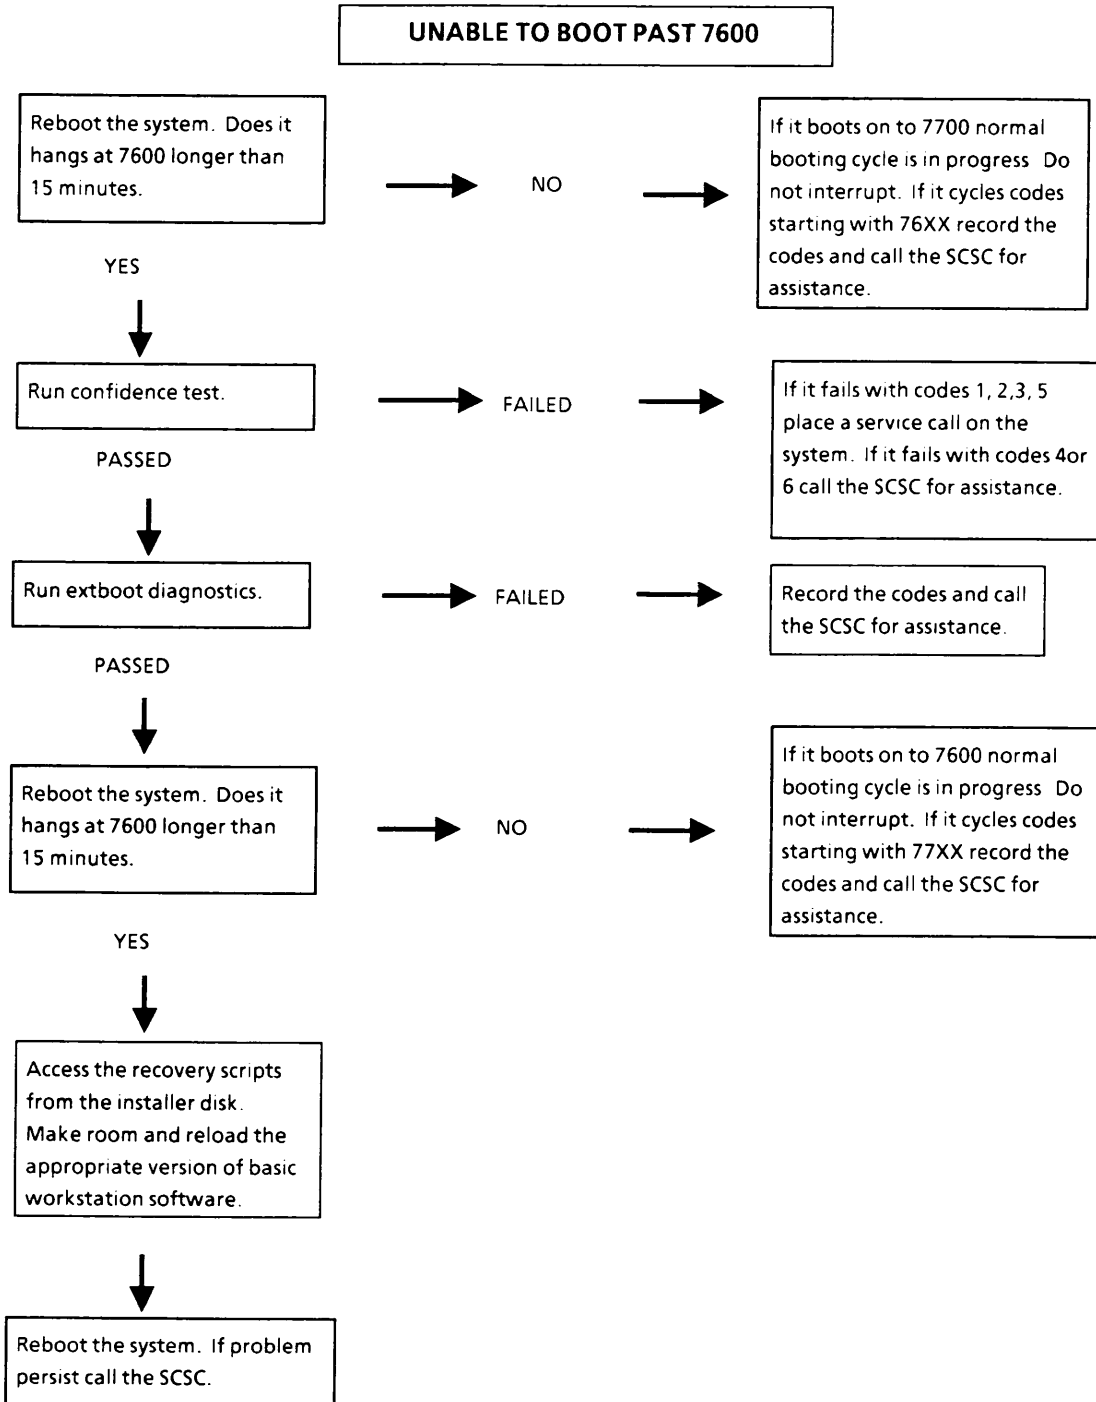 UNABLE TO BOOT PAST 7600
Reboot the system. Does it
hangs at 7600 longer than
15 minutes.
NO
If it boots on to 7700 normal
booting cycle is in progress Do
not interrupt. If it cycles codes
starting with 76XX record the
codes and call the SCSC for
assistance.
YES
Run confidence test.
FAILED
If it fails with codes 1, 2,3, 5
place a service call on the
system. If it fails with codes 4or
6 call the SCSC for assistance.
PASSED
Run extboot diagnostics.
FAILED
Record the codes and call
the SCSC for assistance.
PASSED
Reboot the system. Does it
hangs at 7600 longer than
15 minutes.
NO
If it boots on to 7600 normal
booting cycle is in progress Do
not interrupt. If it cycles codes
starting with 77XX record the
codes and call the SCSC for
assistance.
YES
Access the recovery scripts
from the installer disk.
Make room and reload the
appropriate version of basic
workstation software.
Reboot the system. If problem
persist call the SCSC.